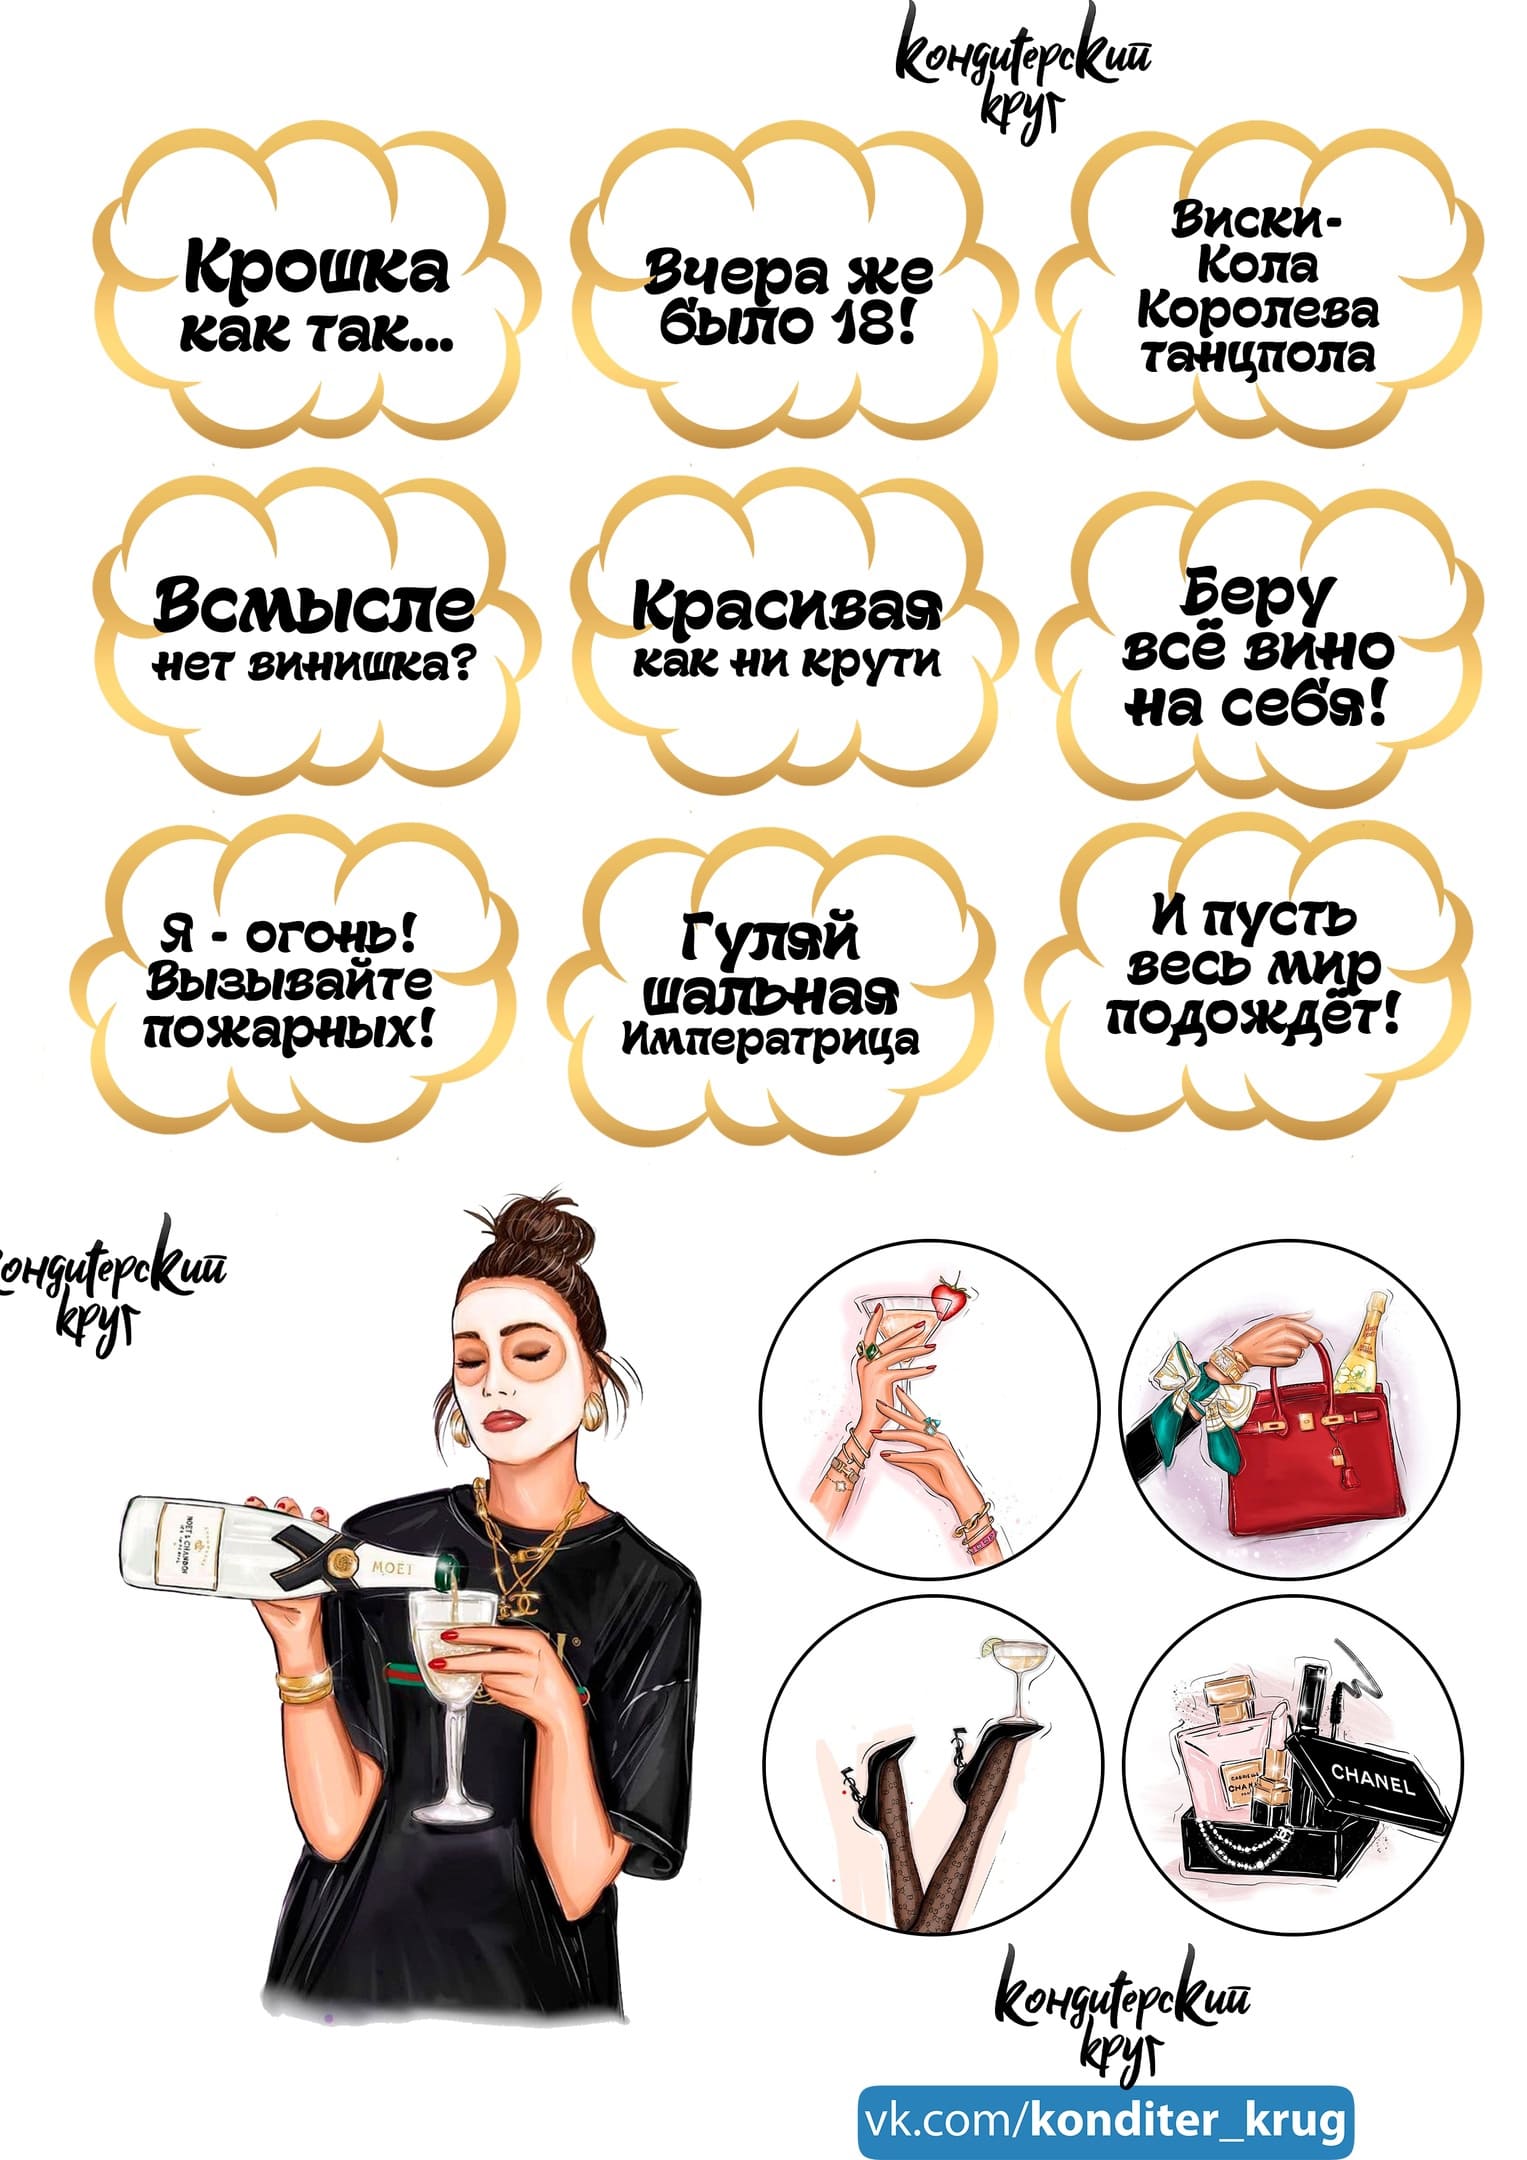 Кондитерский
круг
Крошка
как так...
Вчера же
было 18!
Виски-
Кола
Королева
танцпола
Всмысле
нет винишка?
Красивая
как ни крути
Беру
всё вино
на себя!
Я - огонь!
Вызывайте
пожарных!
Гуляй
шальная
Императрица
И пусть
весь мир
подождёт!
кондитерский
круг
MOËT & CHANDON
MOËT
CHANEL
Кондитерский
круг
vk.com/konditer_krug